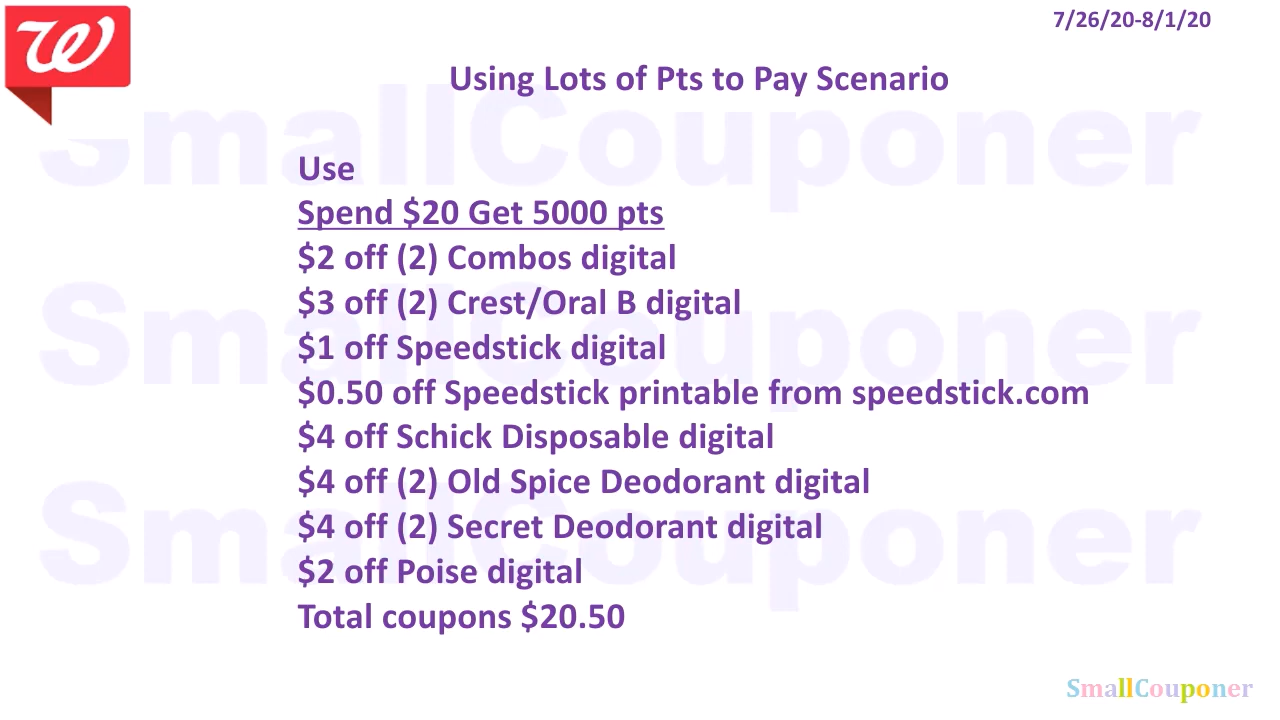 7/26/20-8/1/20
Using Lots of Pts to Pay Scenario
SmallCouponer
Use
Spend $20 Get 5000 pts
$2 off (2) Combos digital
$3 off (2) Crest/Oral B digital
SmallCouponer
$1 off Speedstick digital
$0.50 off Speedstick printable from speedstick.com
$4 off Schick Disposable digital
$4 off (2) Old Spice Deodorant digital
$4 off (2) Secret Deodorant digital
SmallCouponer
$2 off Poise digital
Total coupons $20.50
SmallCouponer